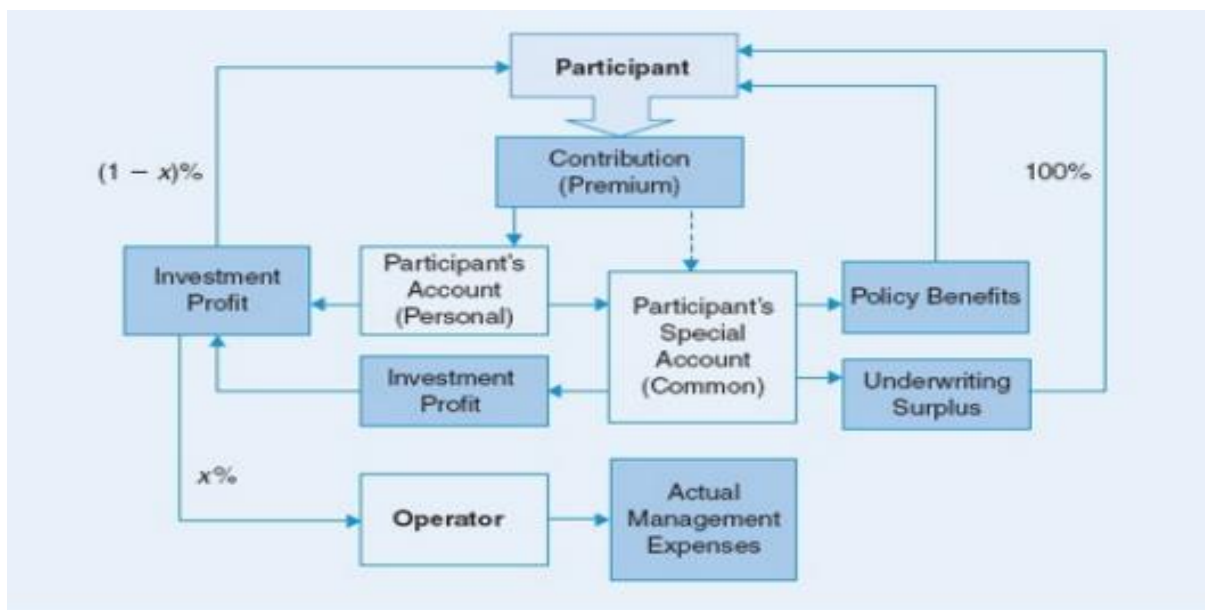 Participant
Contribution
(Premium)
(1 − x)%
100%
Investment
Profit
Participant's
Account
(Personal)
Participant's
Special
Account
(Common)
Policy Benefits
Investment
Profit
Underwriting
Surplus
x%
Operator
Actual
Management
Expenses